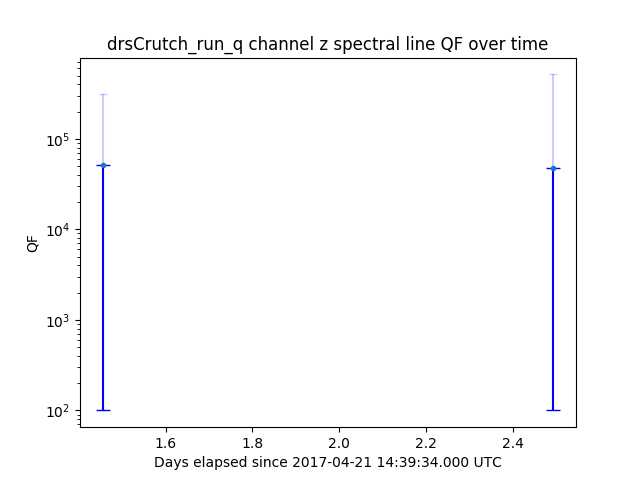 drsCrutch_run_q channel z spectral line QF over time
QF
10^5
10^4
10^3
10^2
1.6 1.8 2.0 2.2 2.4
Days elapsed since 2017-04-21 14:39:34.000 UTC